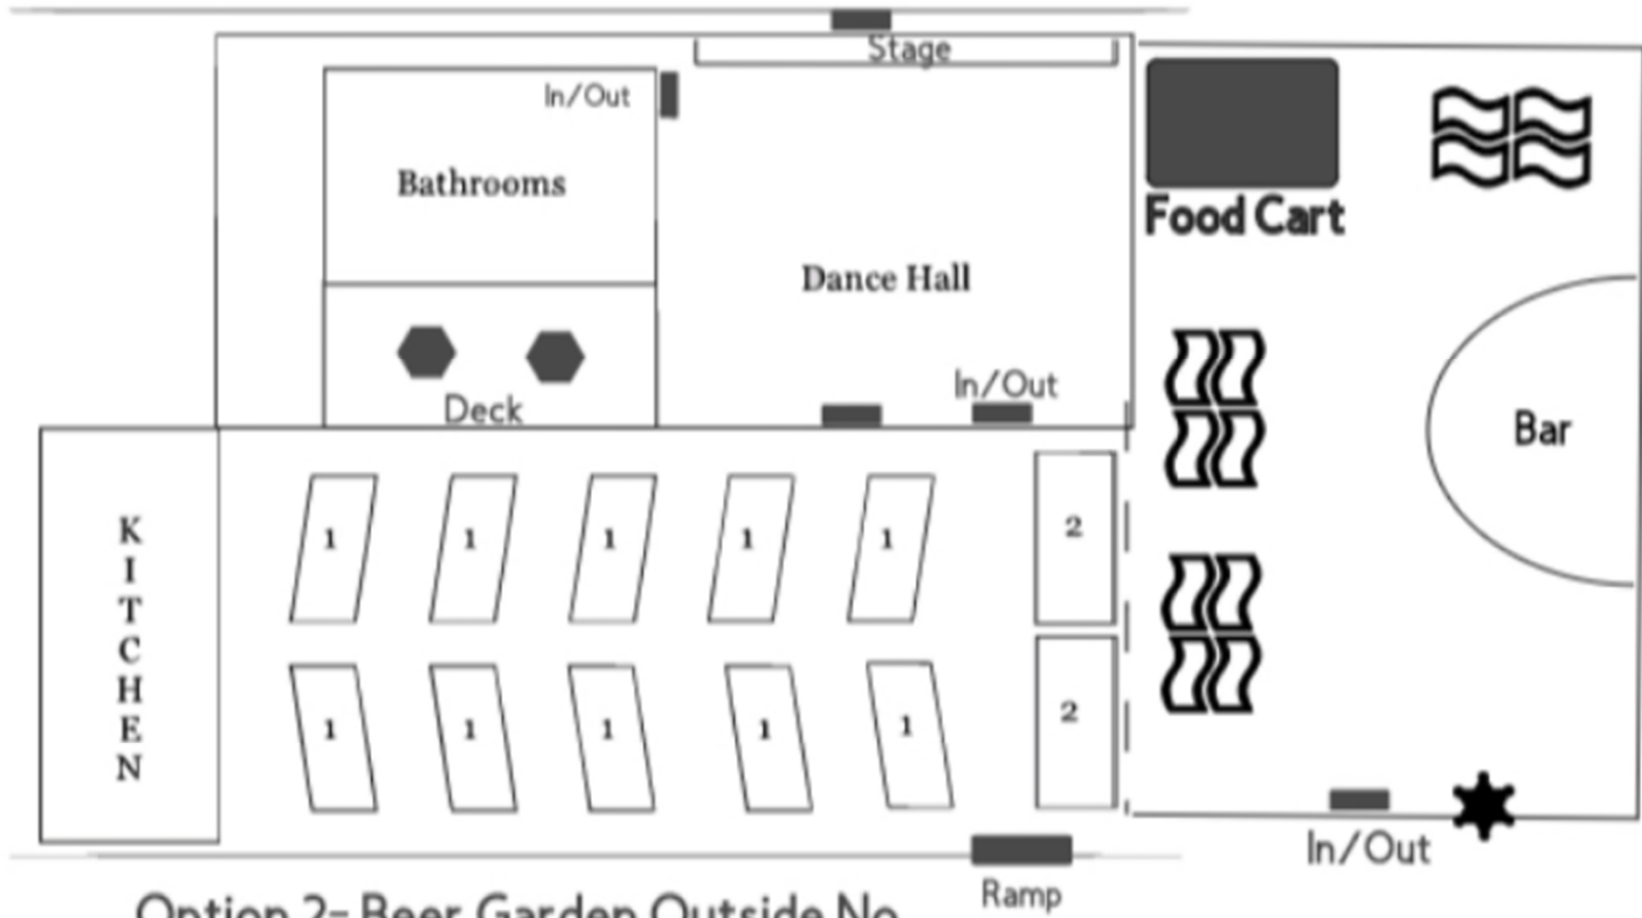 Stage
In/Out
Bathrooms
Food Cart
Dance Hall
In/Out
Deck
Bar
K
I
T
C
H
E
N
1 1 1 1 1 2
1 1 1 1 1 2
In/Out
Ramp
Option 2- Beer Garden Outside No